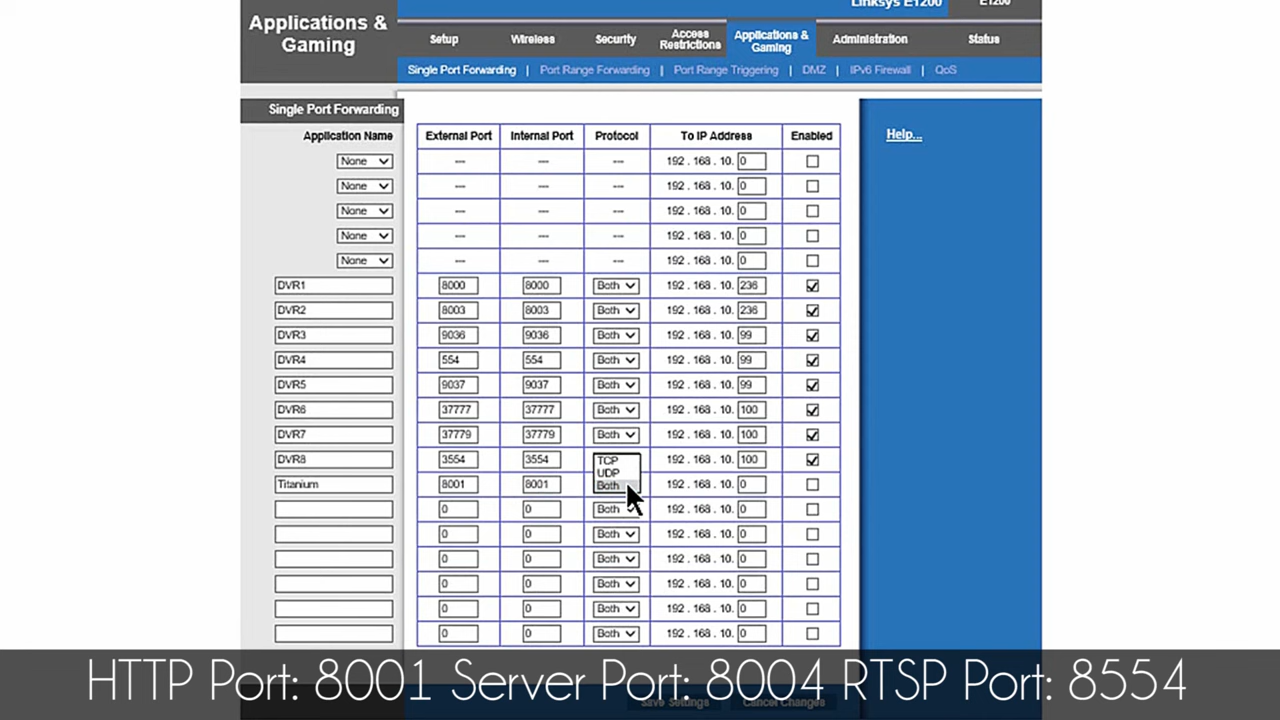 Linksys E1200 E1200
Applications & Gaming
Setup Wireless Security Access Restrictions Applications & Gaming Administration Status
Single Port Forwarding | Port Range Forwarding | Port Range Triggering | DMZ | IPv6 Firewall | QoS
Single Port Forwarding
Application Name External Port Internal Port Protocol To IP Address Enabled
Help...
None --- --- --- 192 . 168 . 10. 0
None --- --- --- 192 . 168 . 10. 0
None --- --- --- 192 . 168 . 10. 0
None --- --- --- 192 . 168 . 10. 0
None --- --- --- 192 . 168 . 10. 0
DVR1 8000 8000 Both 192 . 168 . 10. 236
DVR2 8003 8003 Both 192 . 168 . 10. 236
DVR3 9036 9036 Both 192 . 168 . 10. 99
DVR4 554 554 Both 192 . 168 . 10. 99
DVR5 9037 9037 Both 192 . 168 . 10. 99
DVR6 37777 37777 Both 192 . 168 . 10. 100
DVR7 37779 37779 Both 192 . 168 . 10. 100
DVR8 3554 3554 TCP 192 . 168 . 10. 100
UDP
Titanium 8001 8001 Both 192 . 168 . 10. 0
0 0 Both 192 . 168 . 10. 0
0 0 Both 192 . 168 . 10. 0
0 0 Both 192 . 168 . 10. 0
0 0 Both 192 . 168 . 10. 0
0 0 Both 192 . 168 . 10. 0
0 0 Both 192 . 168 . 10. 0
HTTP Port: 8001 Server Port: 8004 RTSP Port: 8554
Save Settings Cancel Changes